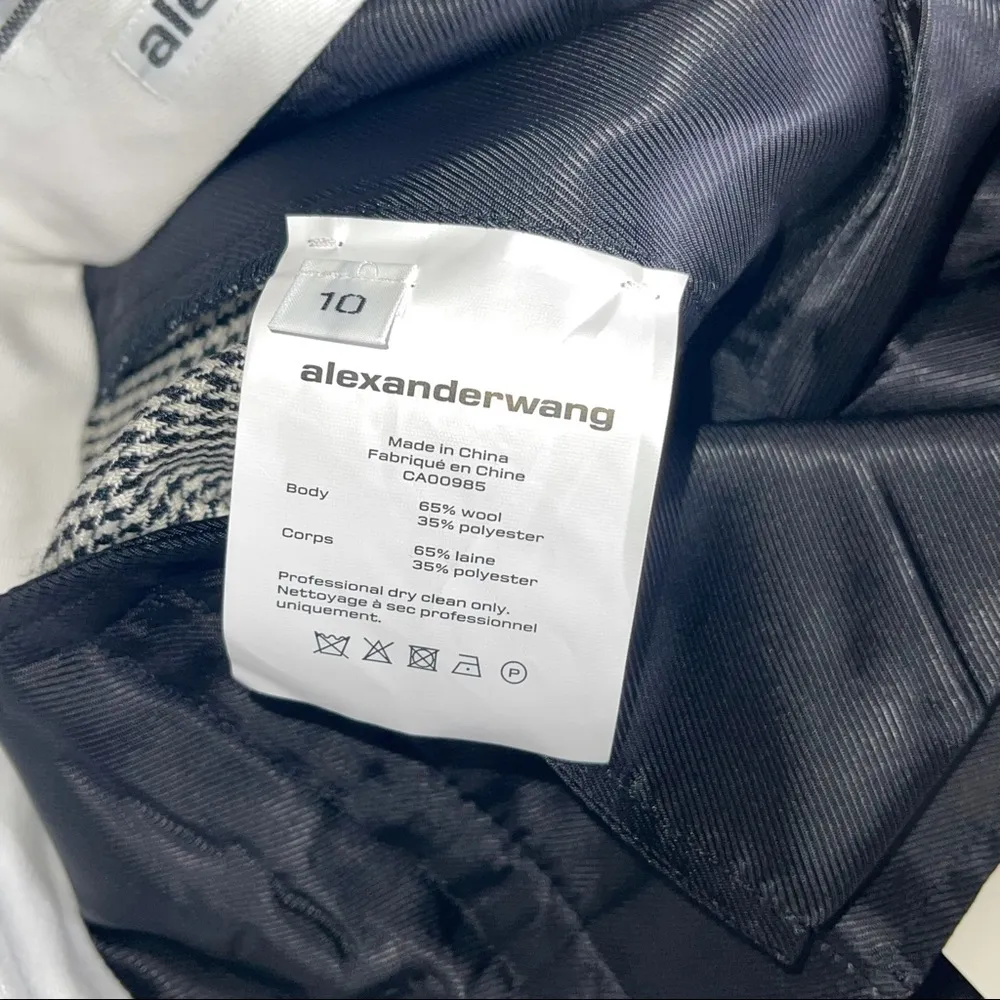 ale
10
alexanderwang
Made in China
Fabriqué en Chine
CA00985
Body
65% wool
35% polyester
Corps
65% laine
35% polyester
Professional dry clean only.
Nettoyage à sec professionnel
uniquement.
P